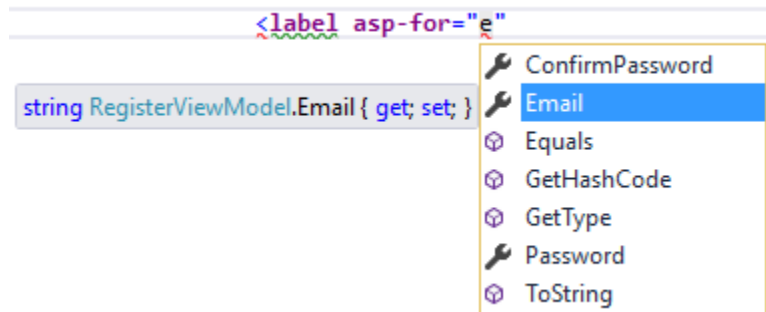 <label asp-for="e"
ConfirmPassword
string RegisterViewModel.Email { get; set; }
Email
Equals
GetHashCode
GetType
Password
ToString